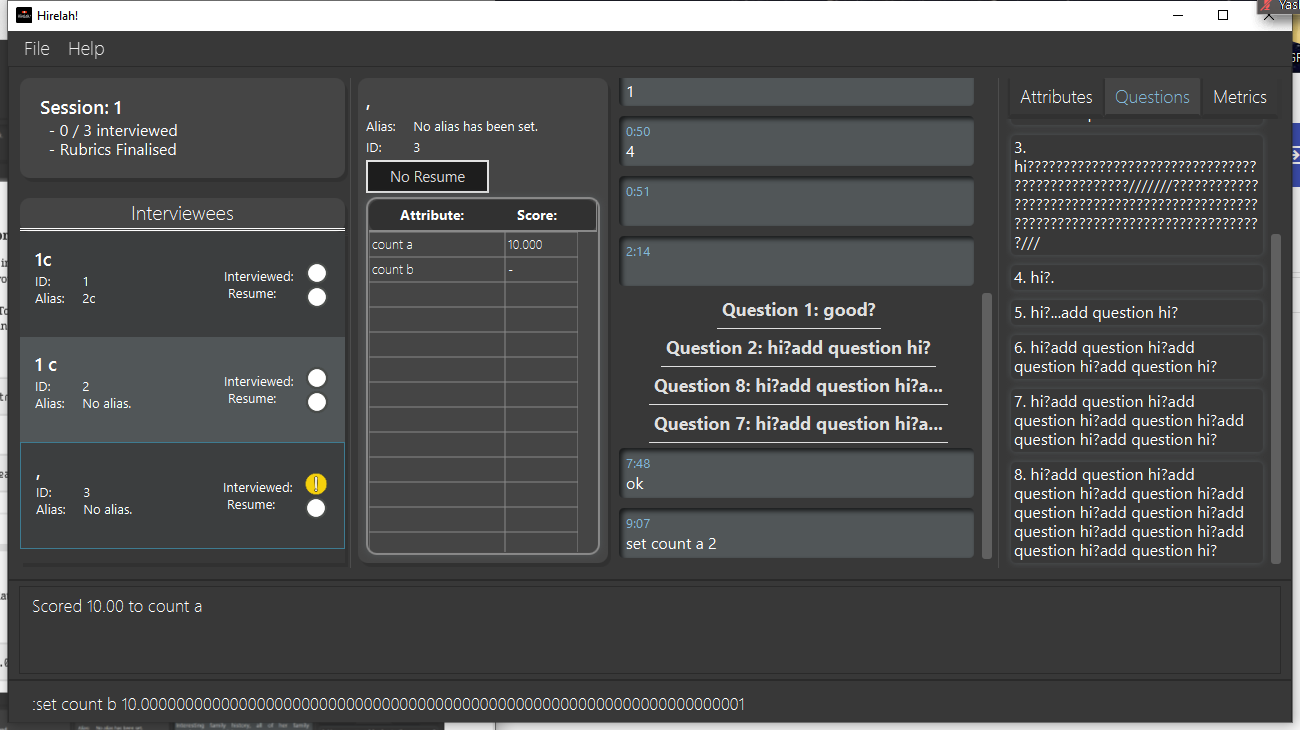 Hirelah!
Yas
File Help
Session: 1
- 0 / 3 interviewed
- Rubrics Finalised
Interviewees
1c
ID: 1
Alias: 2c
Interviewed:
Resume:
1 c
ID: 2
Alias: No alias.
Interviewed:
Resume:
,
ID: 3
Alias: No alias.
Interviewed: !
Resume:
,
Alias: No alias has been set.
ID: 3
No Resume
Attribute: Score:
count a 10.000
count b -
1
0:50
4
0:51
2:14
Question 1: good?
Question 2: hi?add question hi?
Question 8: hi?add question hi?a...
Question 7: hi?add question hi?a...
7:48
ok
9:07
set count a 2
Attributes Questions Metrics
3.
4. hi?.
5. hi?...add question hi?
6. hi?add question hi?add
question hi?add question hi?
7. hi?add question hi?add
question hi?add question hi?add
question hi?add question hi?
8. hi?add question hi?add
question hi?add question hi?add
question hi?add question hi?add
question hi?add question hi?add
question hi?add question hi?
Scored 10.00 to count a
:set count b